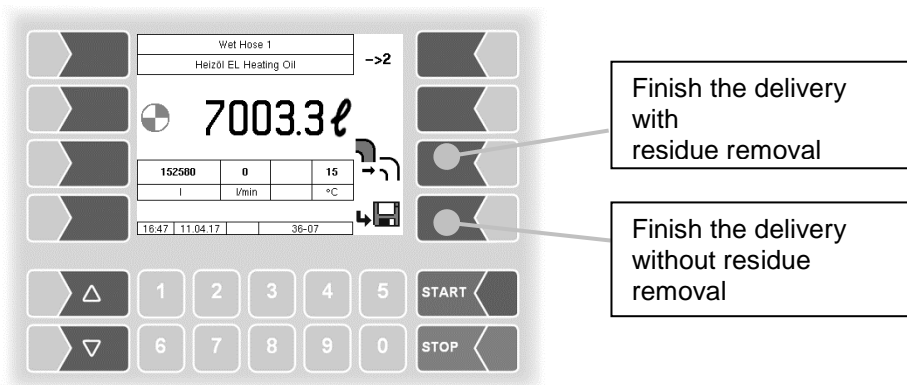 Wet Hose 1
Heizöl EL Heating Oil
->2
7003.3 ℓ
152580 0 15
l l/min °C
16:47 11.04.17 36-07
Finish the delivery
with
residue removal
Finish the delivery
without residue
removal
1 2 3 4 5 START
6 7 8 9 0 STOP